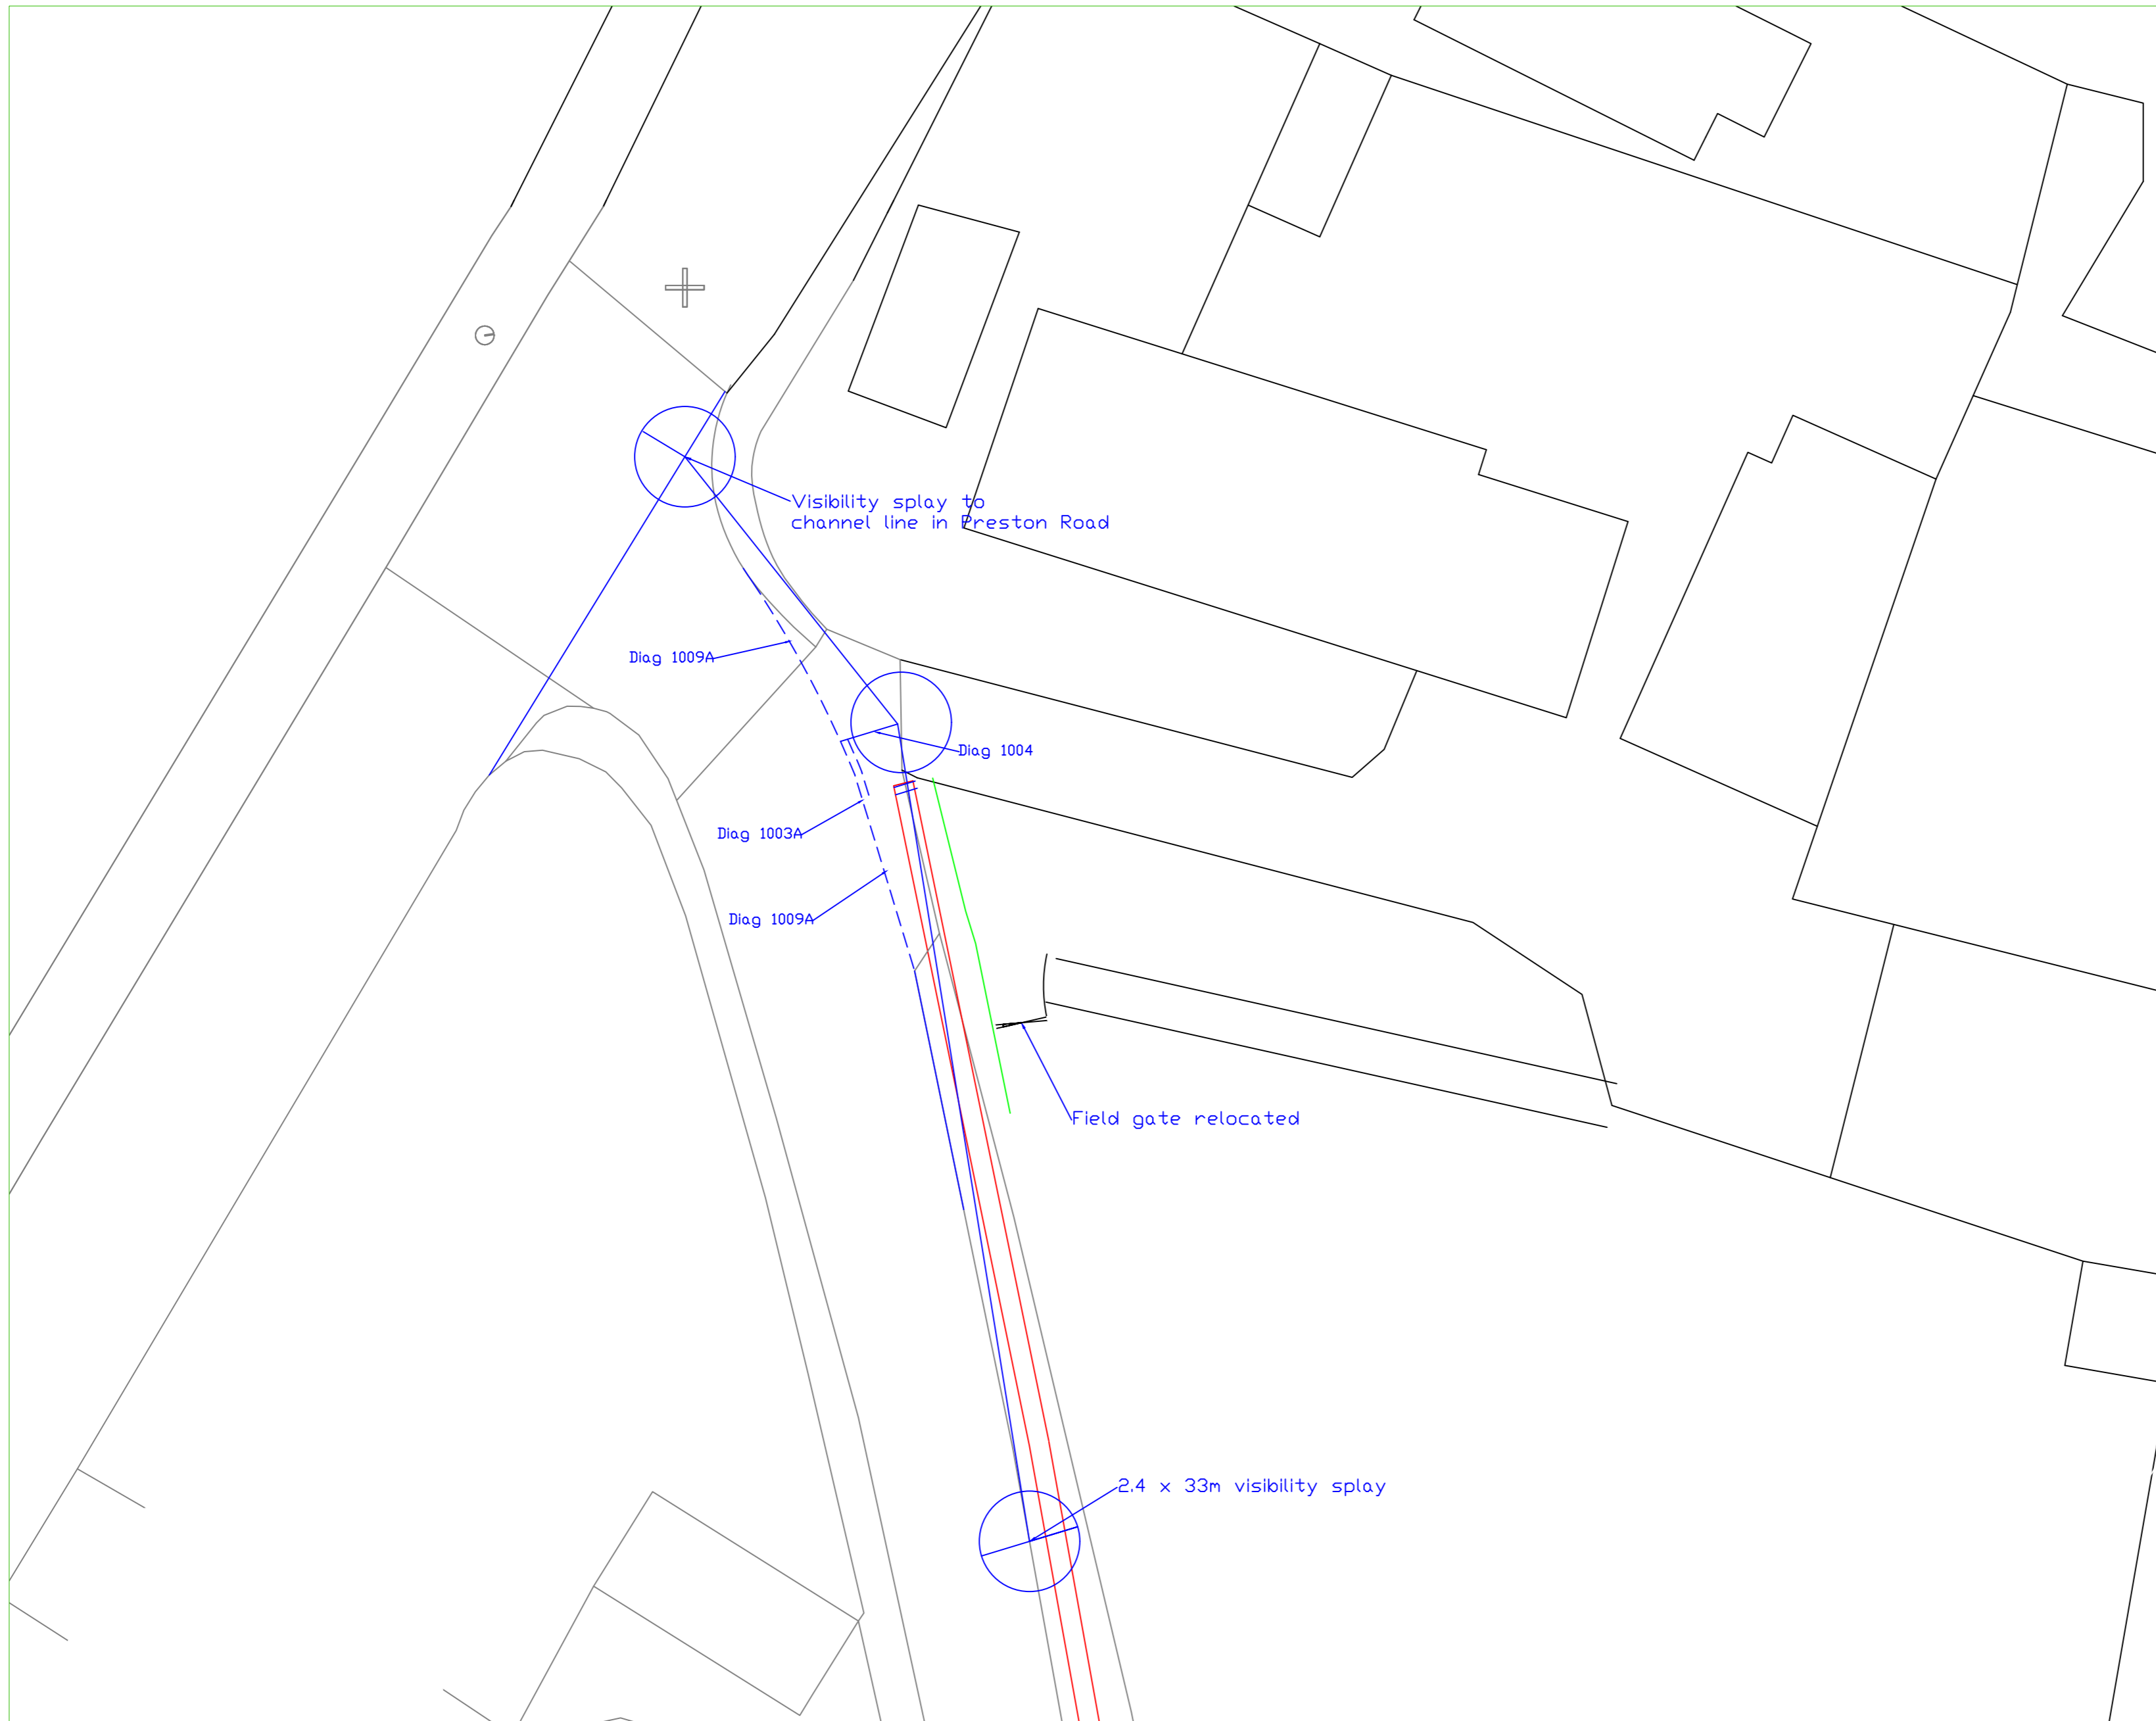 Visibility splay to
channel line in Preston Road
Diag 1009A
Diag 1004
Diag 1003A
Diag 1009A
Field gate relocated
2.4 x 33m visibility splay